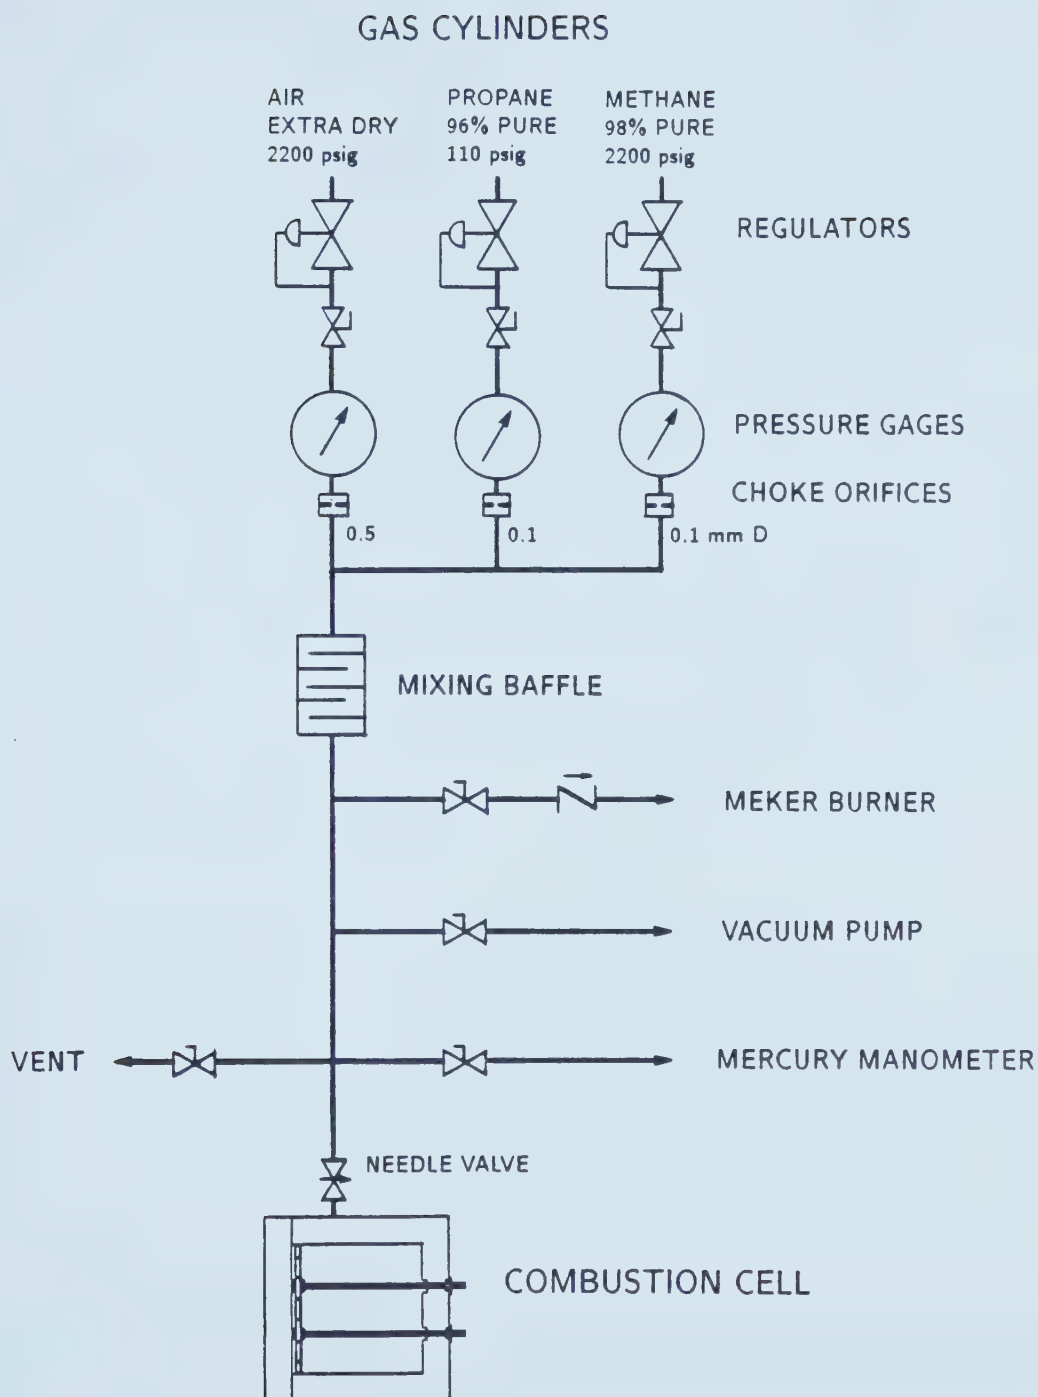 GAS CYLINDERS
AIR
EXTRA DRY
2200 psig
PROPANE
96% PURE
110 psig
METHANE
98% PURE
2200 psig
REGULATORS
PRESSURE GAGES
CHOKE ORIFICES
0.5
0.1
0.1 mm D
MIXING BAFFLE
MEKER BURNER
VACUUM PUMP
VENT
MERCURY MANOMETER
NEEDLE VALVE
COMBUSTION CELL